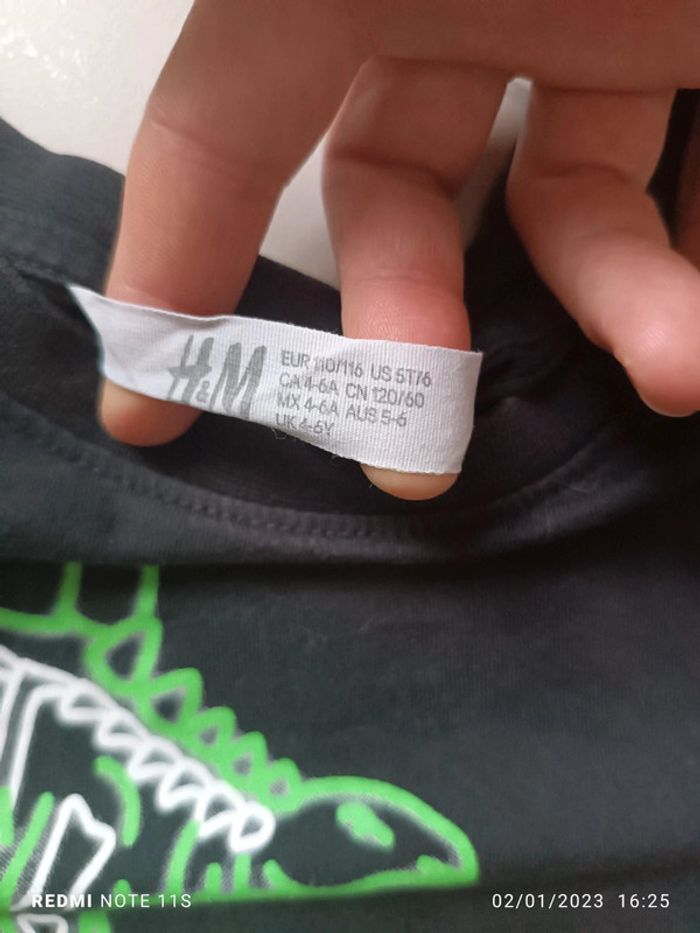 H&M
EUR 110/116 US 5T/6
CA 4-6A CN 120/60
MX 4-6A AUS 5-6
UK 4-6Y
REDMI NOTE 11S
02/01/2023 16:25